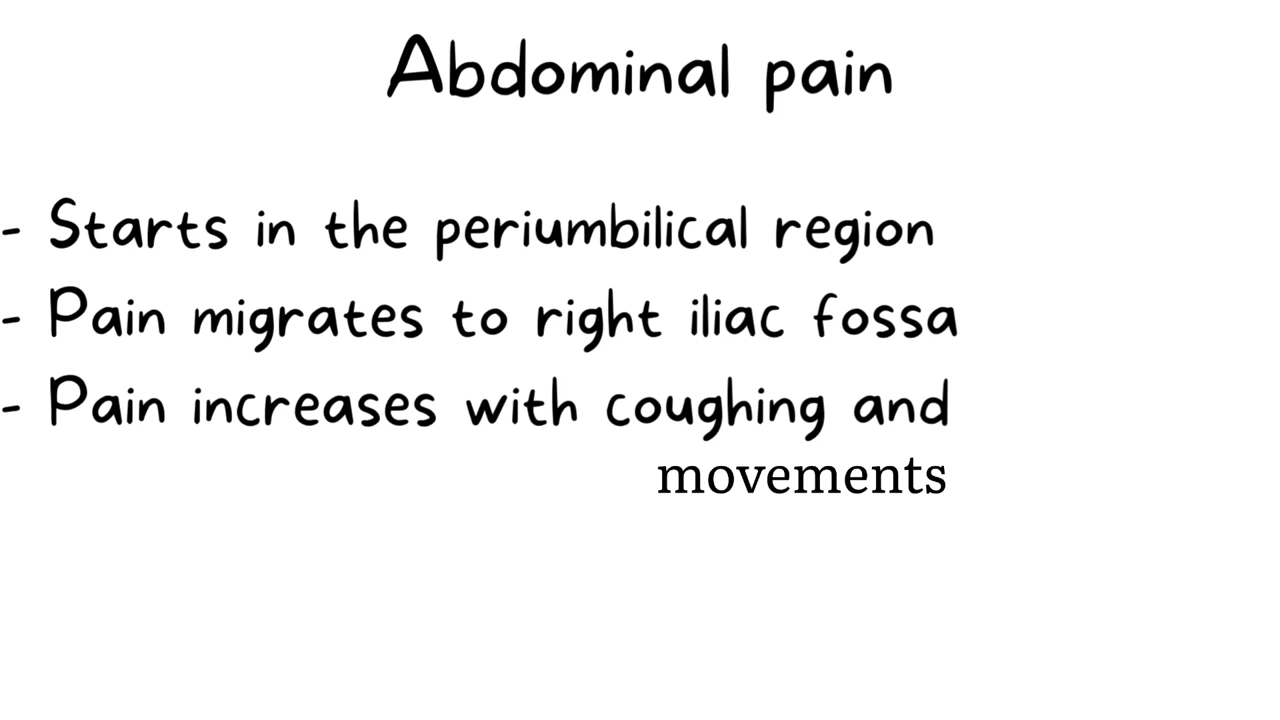 Abdominal pain
- Starts in the periumbilical region
- Pain migrates to right iliac fossa
- Pain increases with coughing and
movements